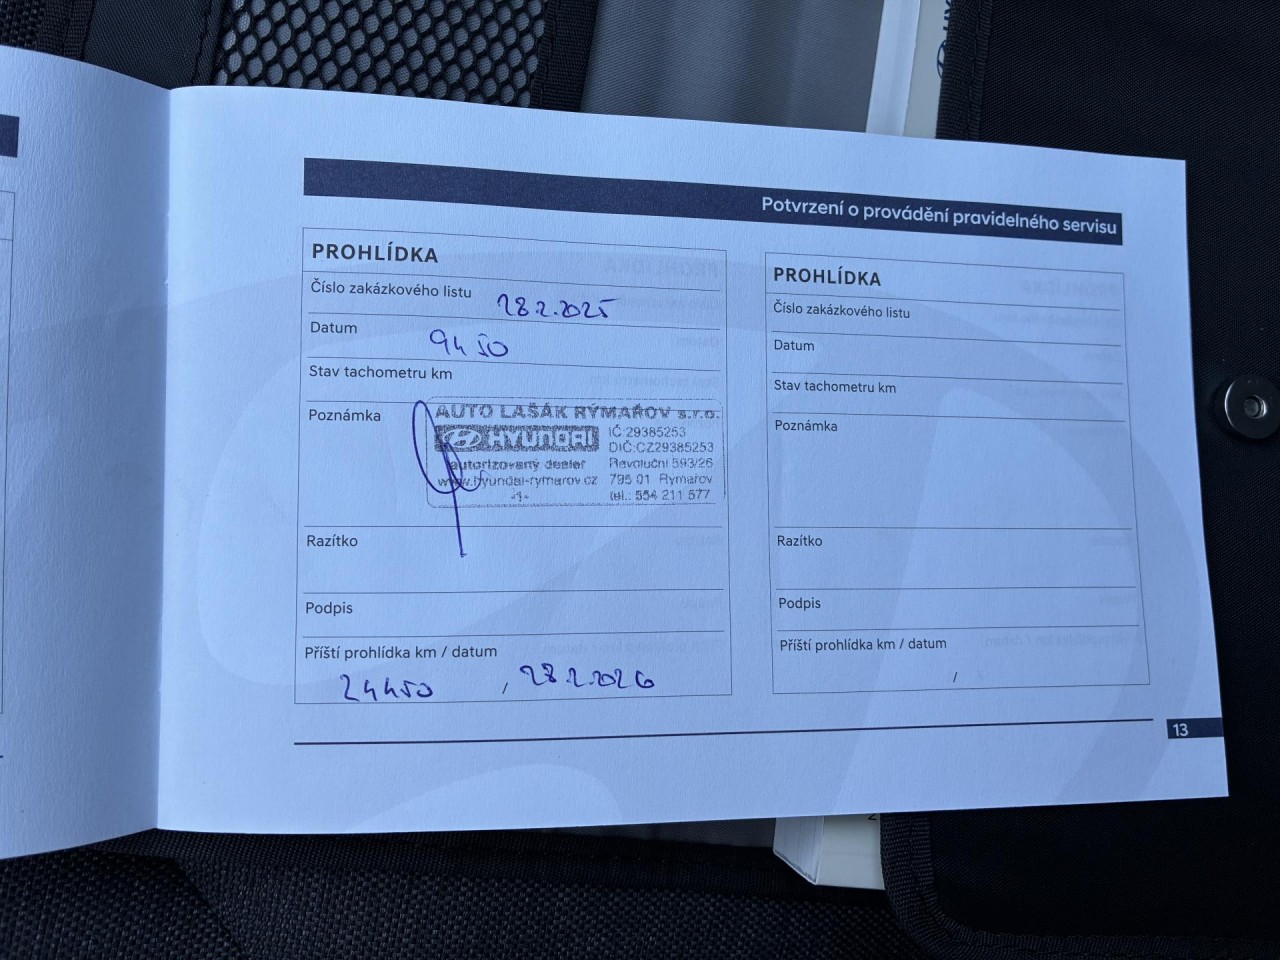 Potvrzení o provádění pravidelného servisu
PROHLÍDKA
Číslo zakázkového listu 28.2.2025
Datum 9450
Stav tachometru km
Poznámka
AUTO LAŠÁK RÝMAŘOV s.r.o.
HYUNDAI
autorizovaný dealer
www.hyundai-rymarov.cz
-1-
IČ:29385253
DIČ:CZ29385253
Revoluční 593/26
795 01 Rýmařov
tel.: 554 211 577
Razítko
Podpis
Příští prohlídka km / datum
24450 / 28.2.2026
PROHLÍDKA
Číslo zakázkového listu
Datum
Stav tachometru km
Poznámka
Razítko
Podpis
Příští prohlídka km / datum
/
13